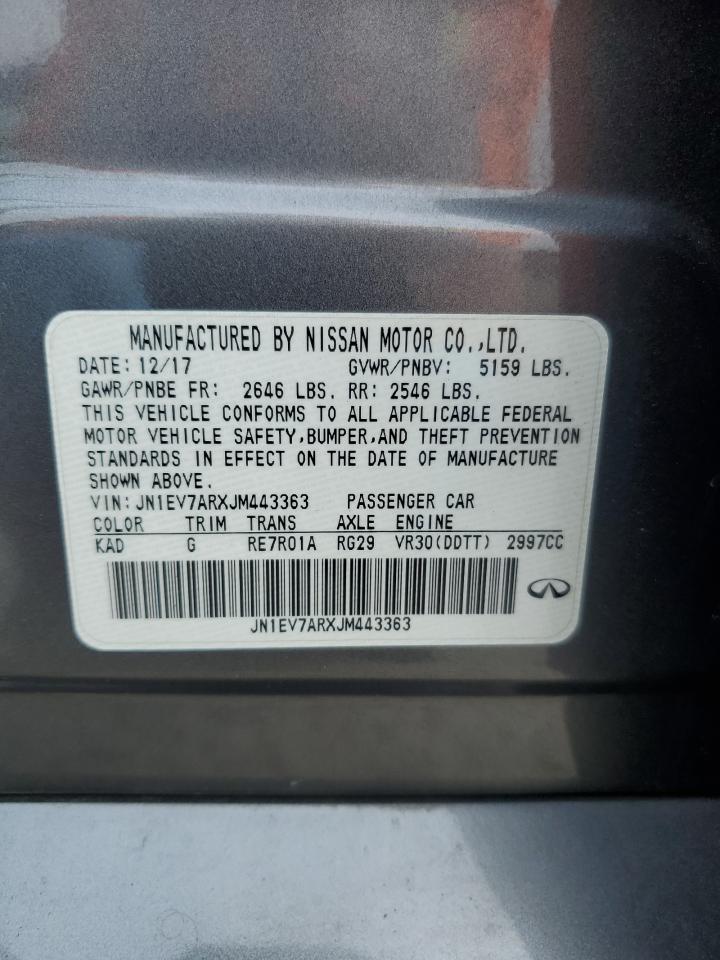 MANUFACTURED BY NISSAN MOTOR CO.,LTD.
DATE: 12/17 GVWR/PNBV: 5159 LBS.
GAWR/PNBE FR: 2646 LBS. RR: 2546 LBS.
THIS VEHICLE CONFORMS TO ALL APPLICABLE FEDERAL
MOTOR VEHICLE SAFETY,BUMPER,AND THEFT PREVENTION
STANDARDS IN EFFECT ON THE DATE OF MANUFACTURE
SHOWN ABOVE.
VIN: JN1EV7ARXJM443363 PASSENGER CAR
COLOR TRIM TRANS AXLE ENGINE
KAD G RE7R01A RG29 VR30(DDTT) 2997CC
JN1EV7ARXJM443363